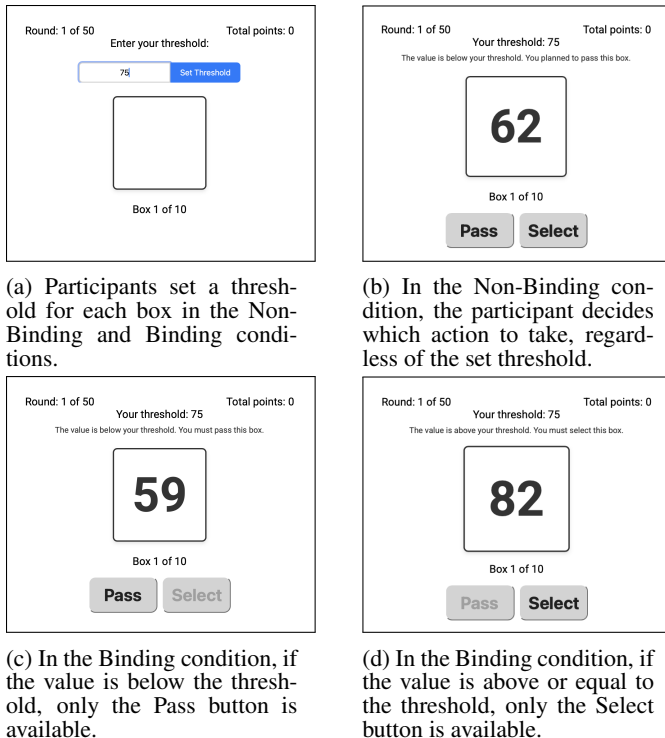 Round: 1 of 50 Total points: 0
Enter your threshold:
75 Set Threshold
Box 1 of 10
(a) Participants set a thresh-
old for each box in the Non-
Binding and Binding condi-
tions.
Round: 1 of 50 Total points: 0
Your threshold: 75
The value is below your threshold. You planned to pass this box.
62
Box 1 of 10
Pass Select
(b) In the Non-Binding con-
dition, the participant decides
which action to take, regard-
less of the set threshold.
Round: 1 of 50 Total points: 0
Your threshold: 75
The value is below your threshold. You must pass this box.
59
Box 1 of 10
Pass Select
(c) In the Binding condition, if
the value is below the thresh-
old, only the Pass button is
available.
Round: 1 of 50 Total points: 0
Your threshold: 75
The value is above your threshold. You must select this box.
82
Box 1 of 10
Pass Select
(d) In the Binding condition, if
the value is above or equal to
the threshold, only the Select
button is available.